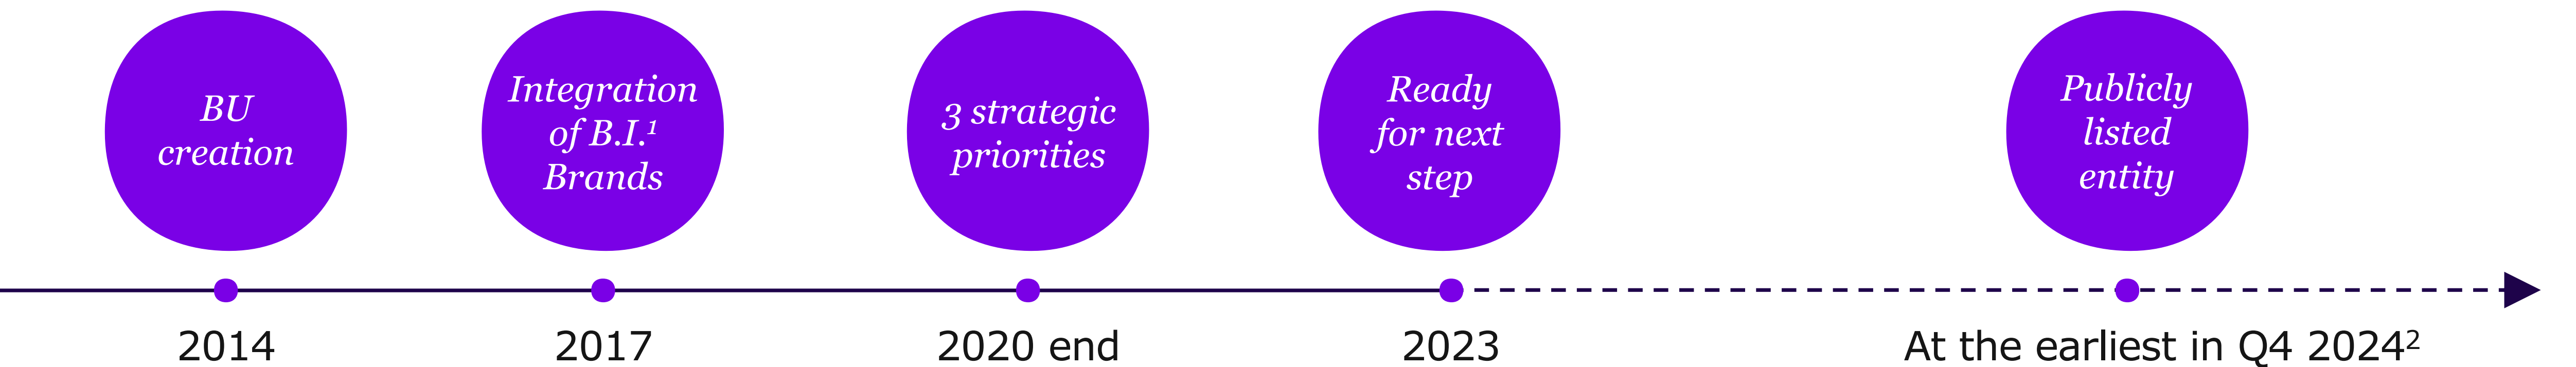 BU
creation
Integration
of B.I.¹
Brands
3 strategic
priorities
Ready
for next
step
Publicly
listed
entity
2014
2017
2020 end
2023
At the earliest in Q4 2024²